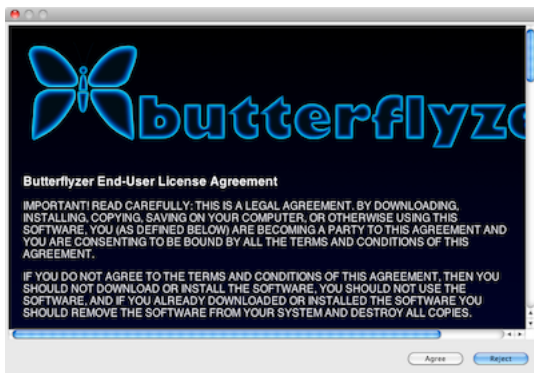 butterflyze
Butterflyzer End-User License Agreement
IMPORTANT! READ CAREFULLY: THIS IS A LEGAL AGREEMENT. BY DOWNLOADING,
INSTALLING, COPYING, SAVING ON YOUR COMPUTER, OR OTHERWISE USING THIS
SOFTWARE, YOU (AS DEFINED BELOW) ARE BECOMING A PARTY TO THIS AGREEMENT AND
YOU ARE CONSENTING TO BE BOUND BY ALL THE TERMS AND CONDITIONS OF THIS
AGREEMENT.
IF YOU DO NOT AGREE TO THE TERMS AND CONDITIONS OF THIS AGREEMENT, THEN YOU
SHOULD NOT DOWNLOAD OR INSTALL THE SOFTWARE, YOU SHOULD NOT USE THE
SOFTWARE, AND IF YOU ALREADY DOWNLOADED OR INSTALLED THE SOFTWARE YOU
SHOULD REMOVE THE SOFTWARE FROM YOUR SYSTEM AND DESTROY ALL COPIES.
Agree Reject